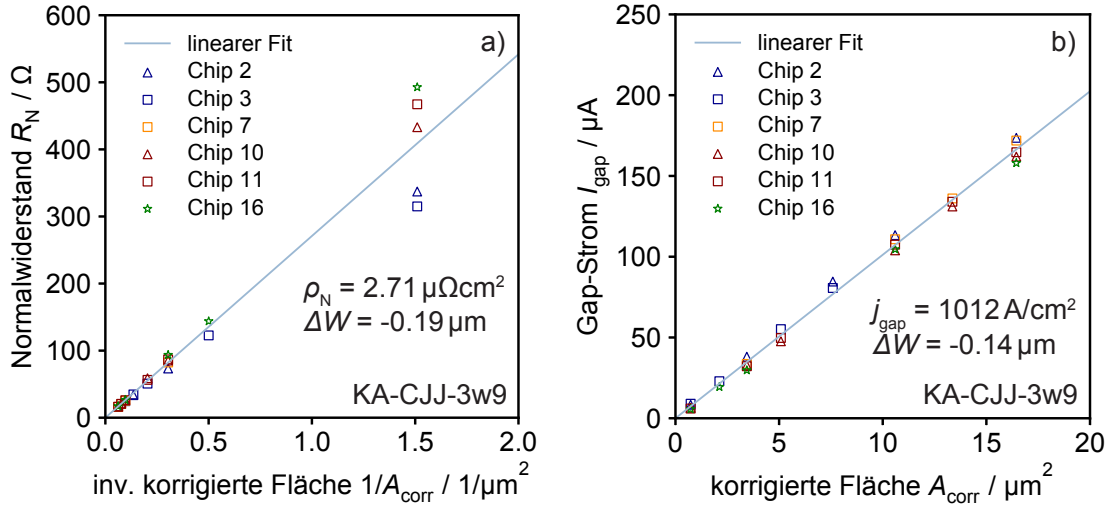 600
500
400
300
200
100
0
0.0
0.5
1.0
1.5
2.0
Normalwiderstand R_N / Ω
inv. korrigierte Fläche 1/A_corr / 1/µm²
a)
linearer Fit
Chip 2
Chip 3
Chip 7
Chip 10
Chip 11
Chip 16
ρ_N = 2.71 µΩcm²
ΔW = -0.19 µm
KA-CJJ-3w9
250
200
150
100
50
0
0
5
10
15
20
Gap-Strom I_gap / µA
korrigierte Fläche A_corr / µm²
b)
linearer Fit
Chip 2
Chip 3
Chip 7
Chip 10
Chip 11
Chip 16
j_gap = 1012 A/cm²
ΔW = -0.14 µm
KA-CJJ-3w9